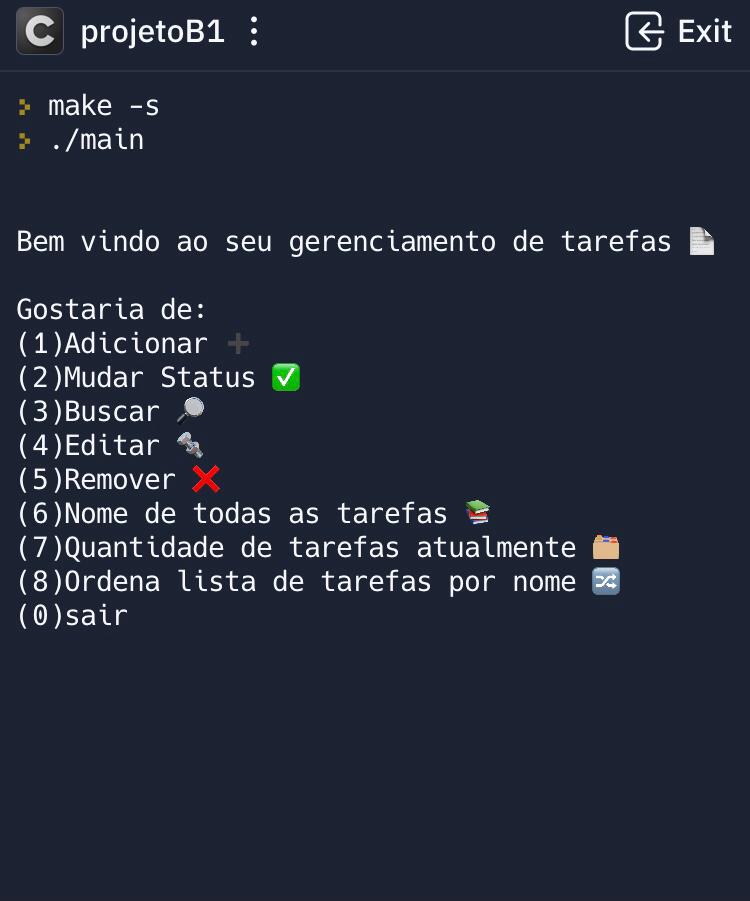 C projetoB1 Exit
make -s
./main
Bem vindo ao seu gerenciamento de tarefas
Gostaria de:
(1)Adicionar ➕
(2)Mudar Status ✅
(3)Buscar 🔎
(4)Editar 🔩
(5)Remover ❌
(6)Nome de todas as tarefas 📚
(7)Quantidade de tarefas atualmente 🗂️
(8)Ordena lista de tarefas por nome 🔀
(0)sair